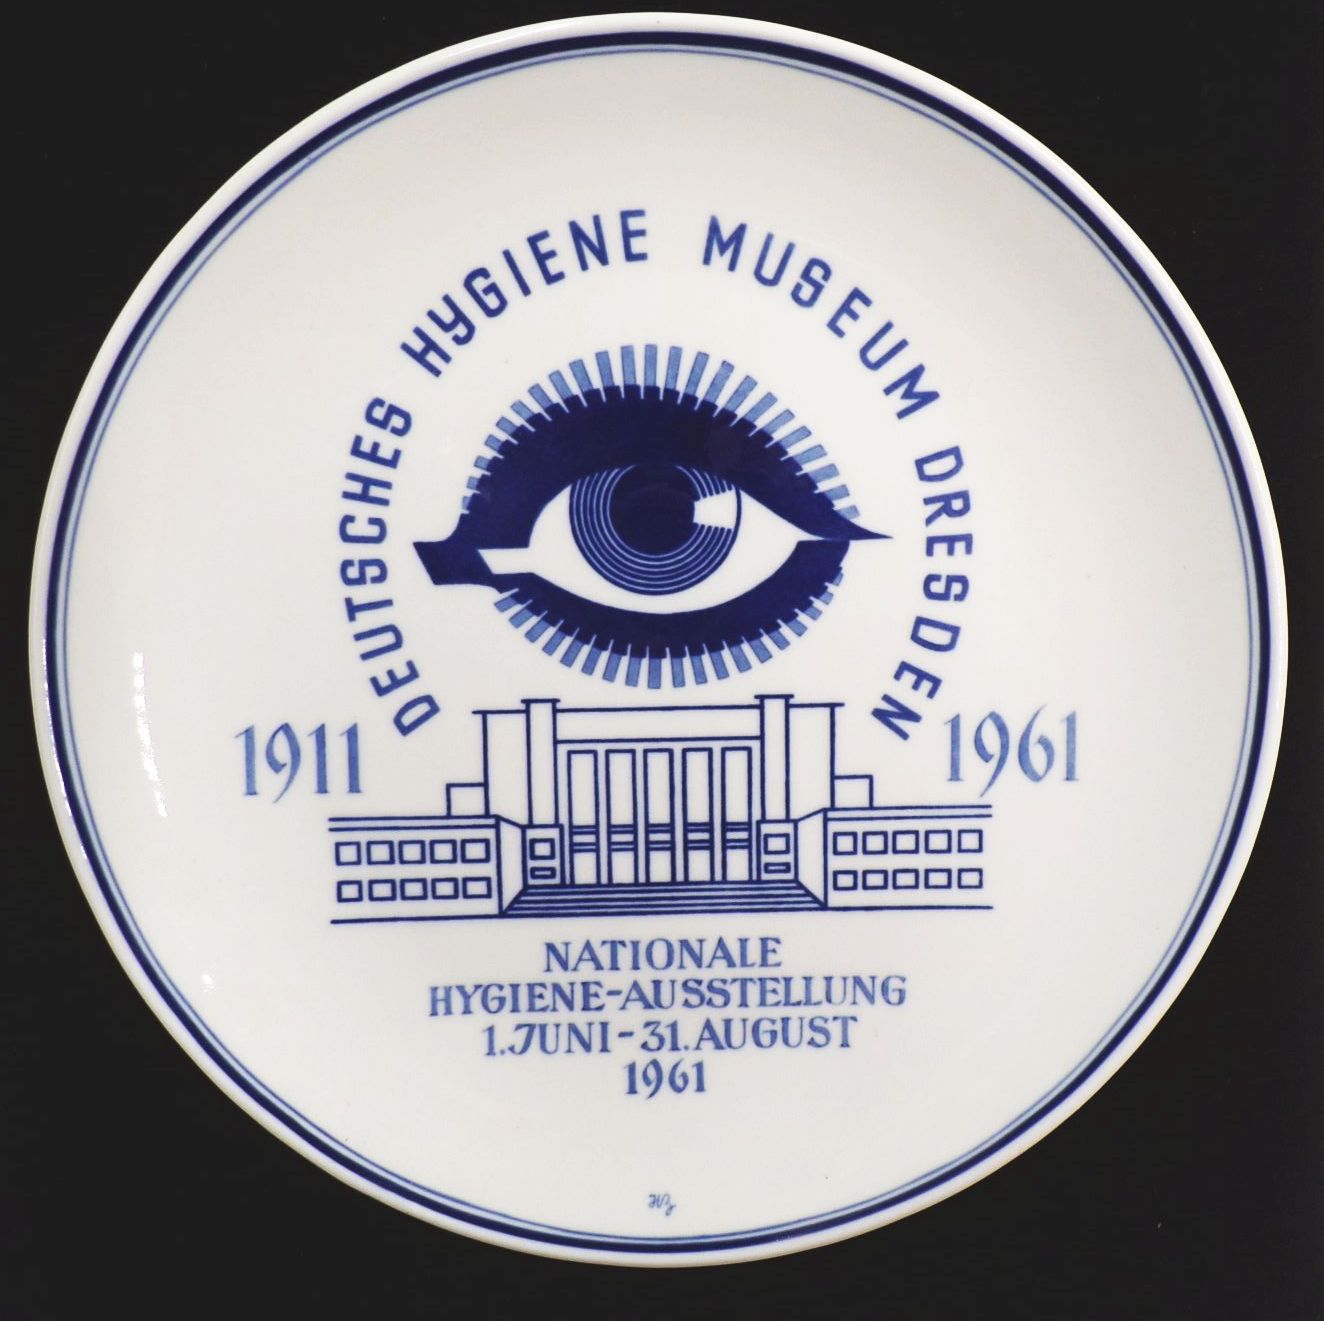 DEUTSCHES HYGIENE MUSEUM DRESDEN
1911 1961
NATIONALE
HYGIENE-AUSSTELLUNG
1. JUNI - 31. AUGUST
1961